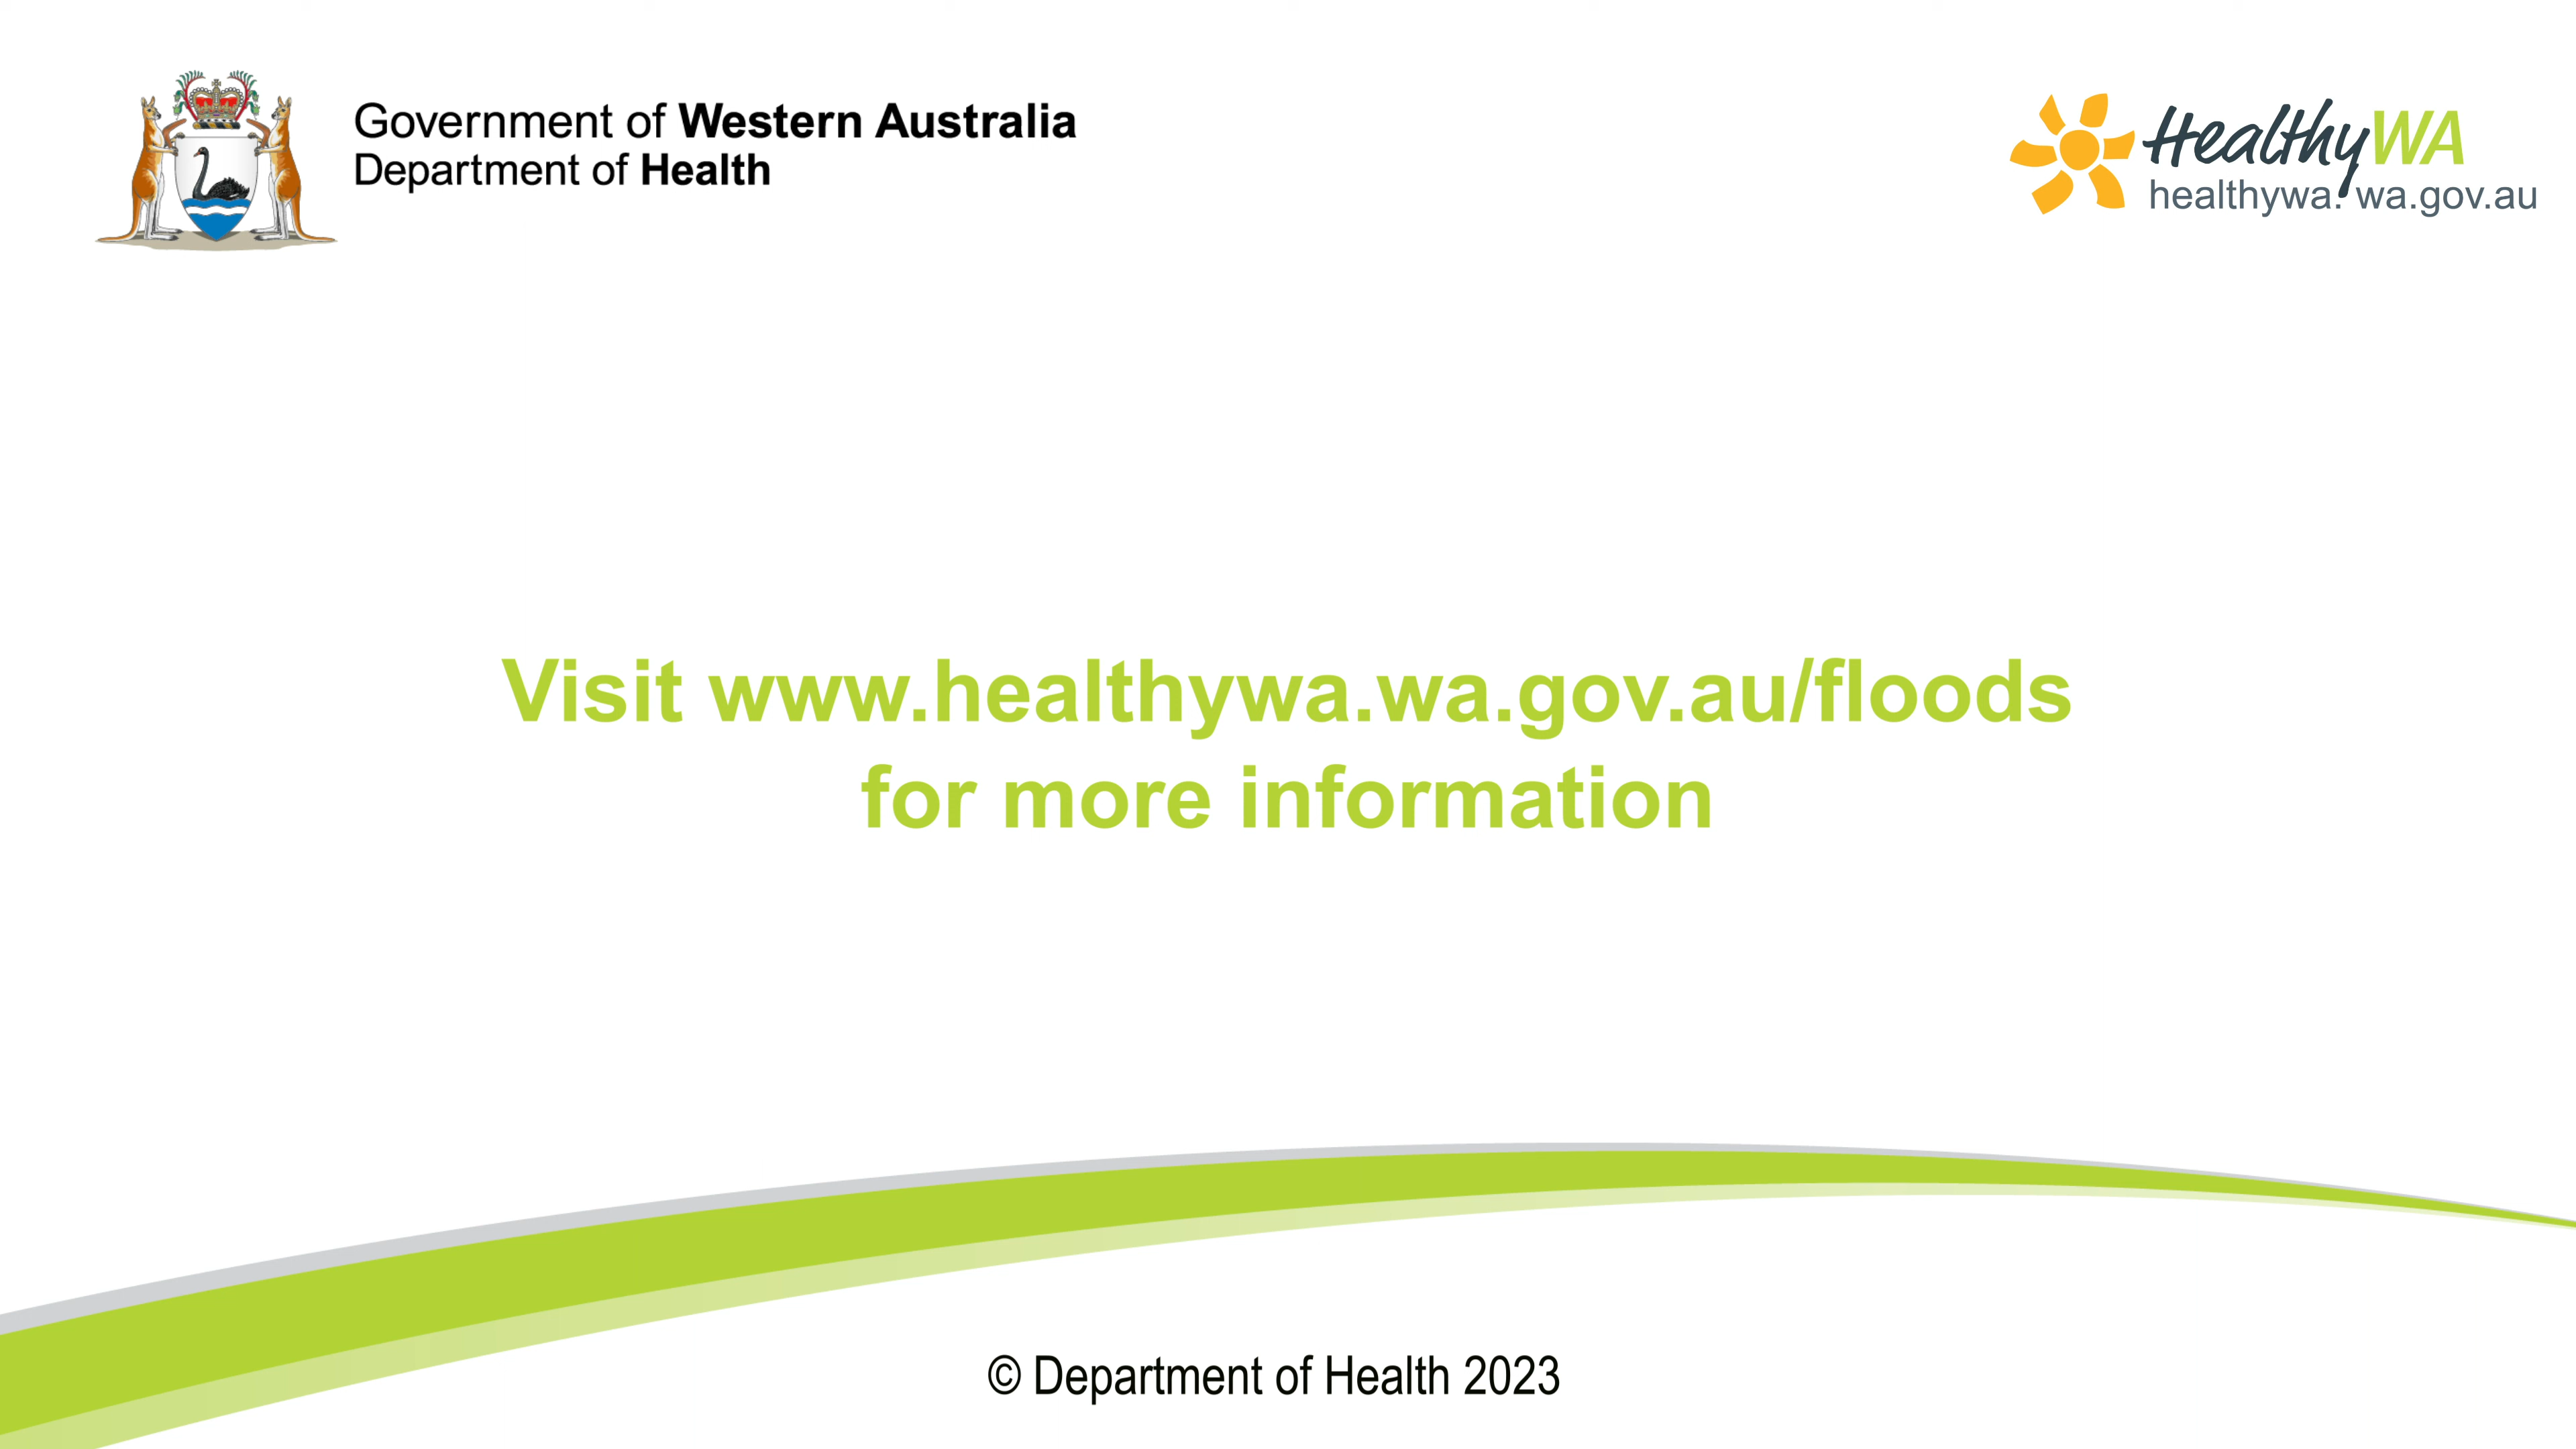 Government of Western Australia
Department of Health
HealthyWA
healthywa.wa.gov.au
Visit www.healthywa.wa.gov.au/floods
for more information
© Department of Health 2023